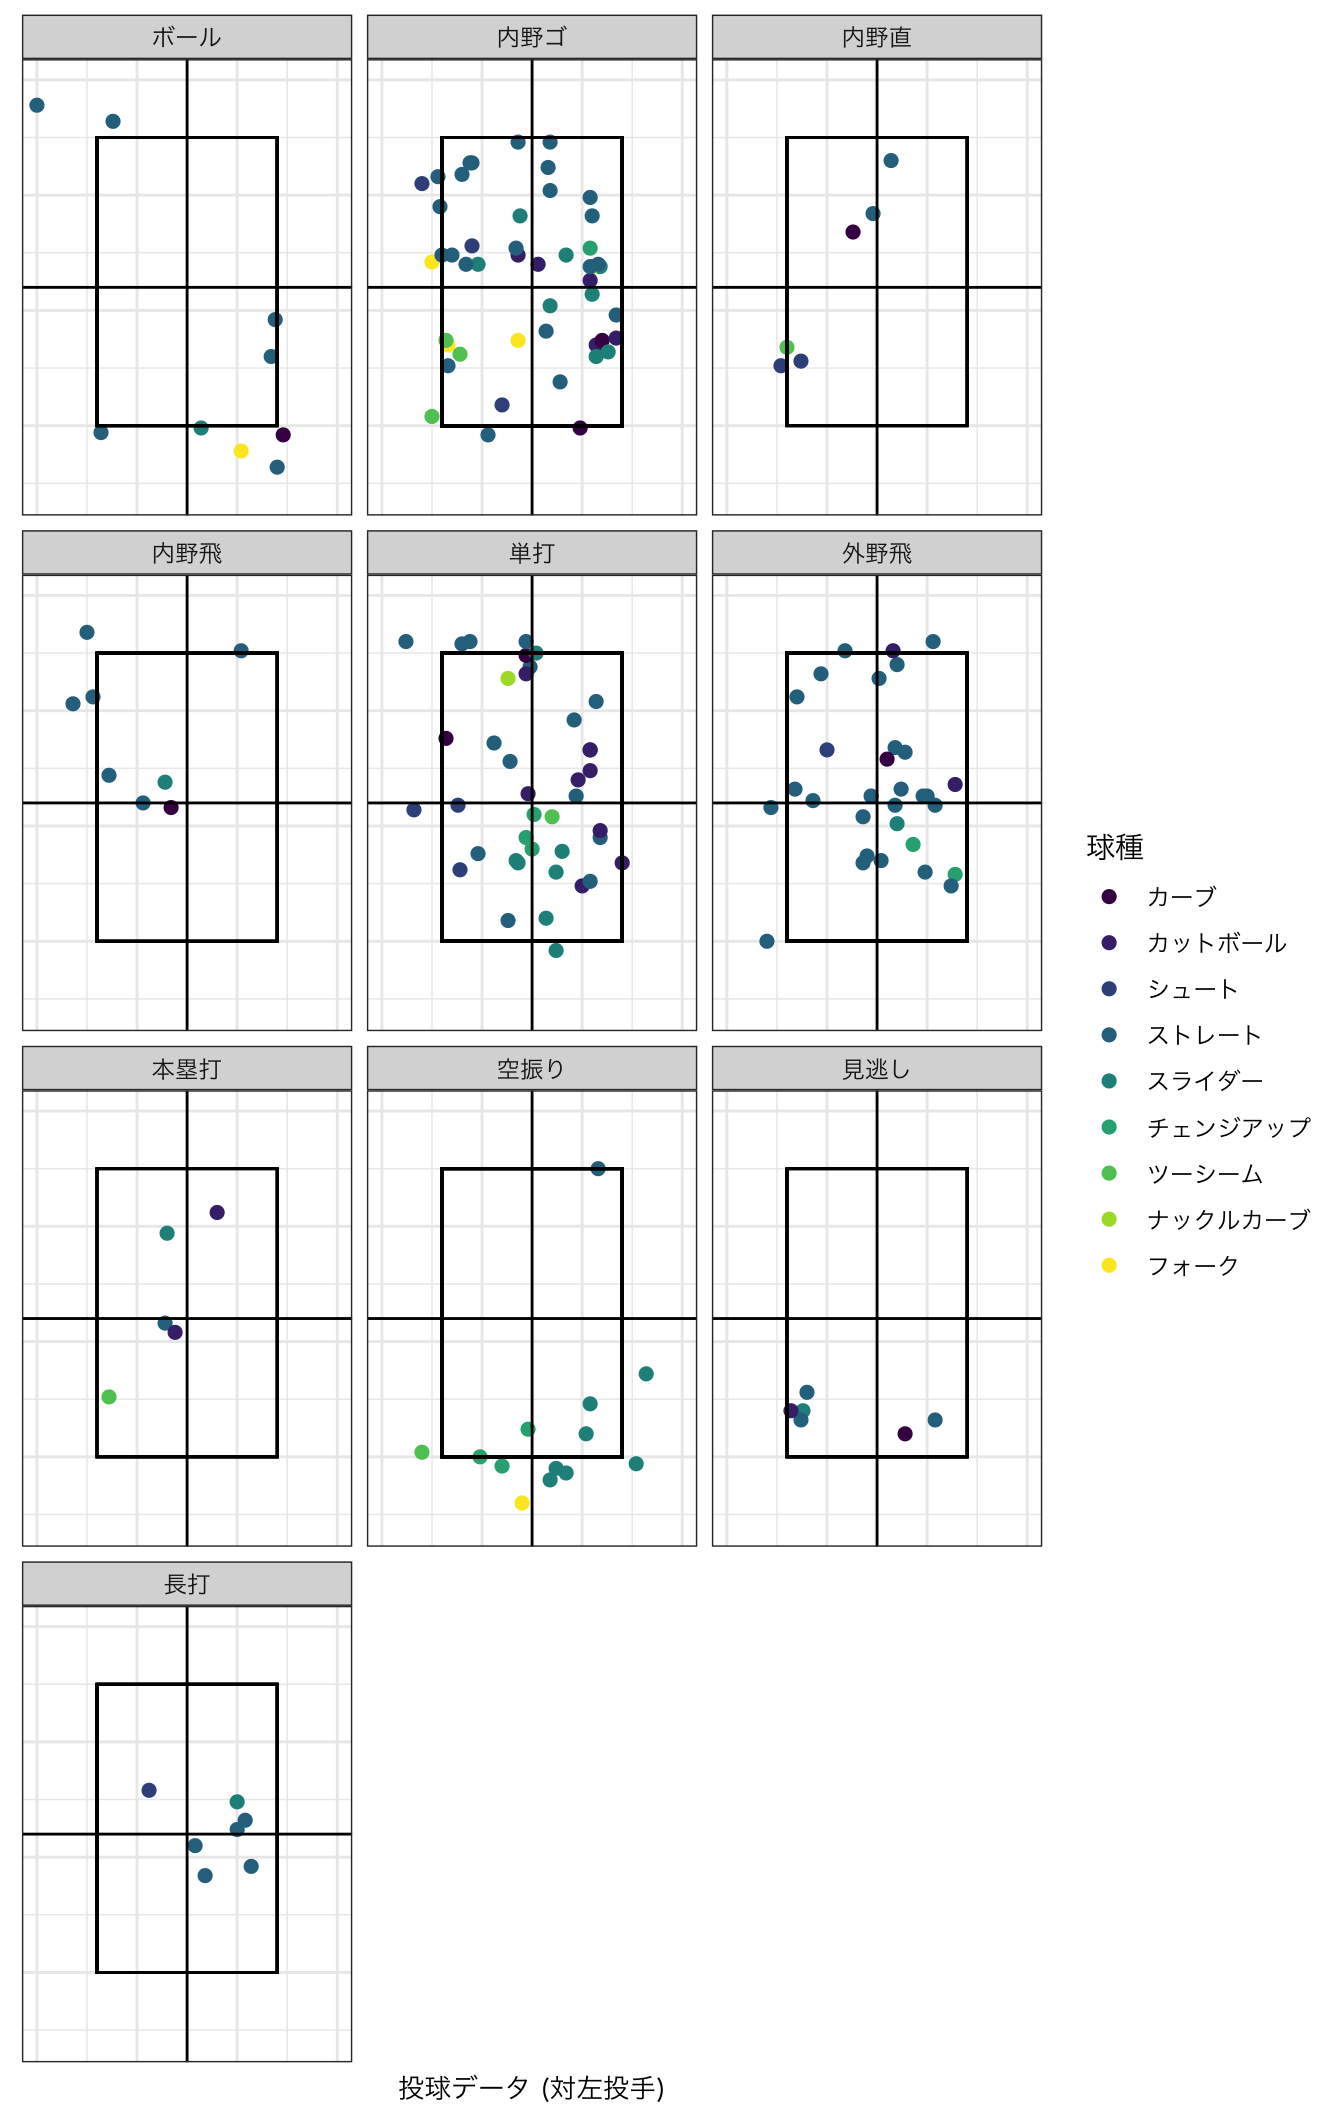 ボール
内野ゴ
内野直
内野飛
単打
外野飛
本塁打
空振り
見逃し
長打
球種
カーブ
カットボール
シュート
ストレート
スライダー
チェンジアップ
ツーシーム
ナックルカーブ
フォーク
投球データ (対左投手)